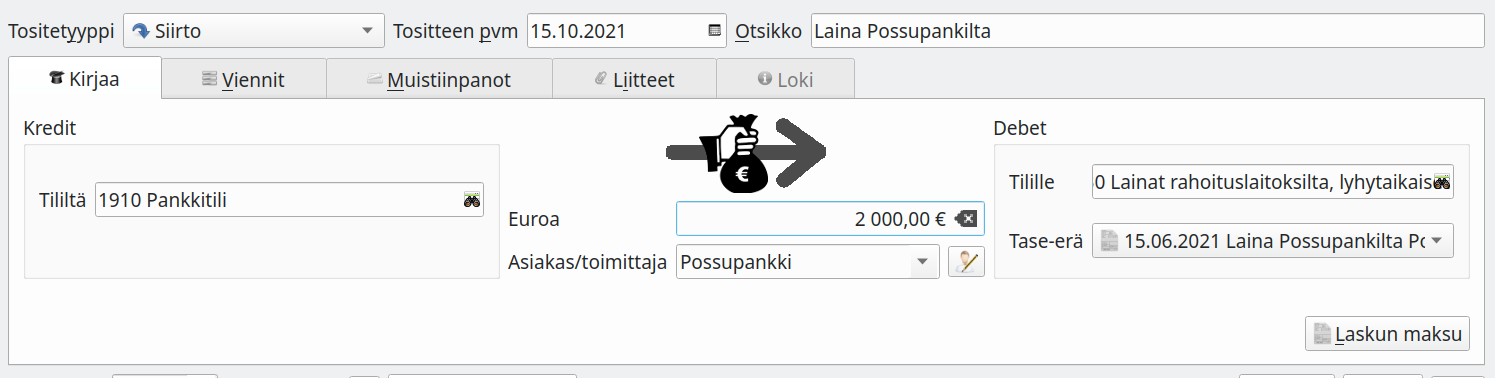 Tositetyyppi Siirto Tositteen pvm 15.10.2021 Otsikko Laina Possupankilta
Kirjaa Viennit Muistiinpanot Liitteet Loki
Kredit
Debet
Tililtä 1910 Pankkitili
€
Euroa 2 000,00 €
Asiakas/toimittaja Possupankki
Tilille 0 Lainat rahoituslaitoksilta, lyhytaikais
Tase-erä 15.06.2021 Laina Possupankilta Po
Laskun maksu